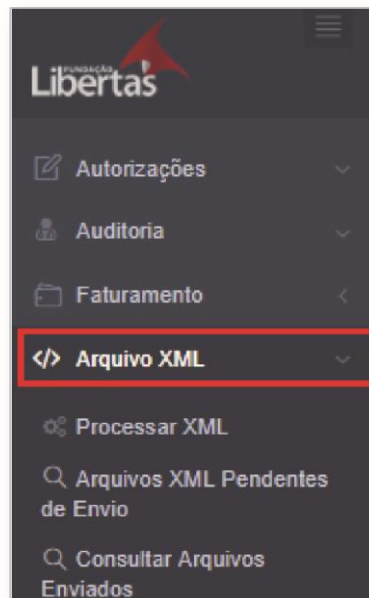 FUNDAÇÃO
Libertas
Autorizações
Auditoria
Faturamento
</> Arquivo XML
Processar XML
Arquivos XML Pendentes
de Envio
Consultar Arquivos
Enviados